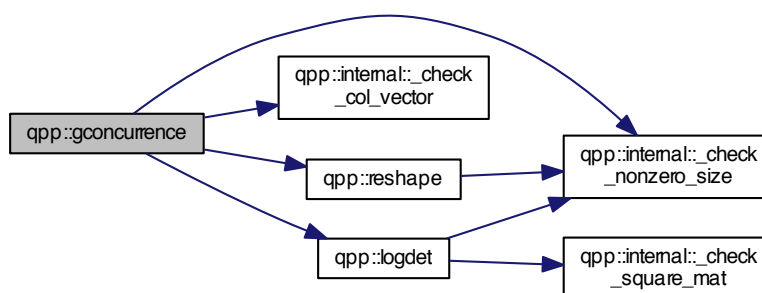 qpp::gconcurrence
qpp::internal::_check
_col_vector
qpp::reshape
qpp::logdet
qpp::internal::_check
_nonzero_size
qpp::internal::_check
_square_mat